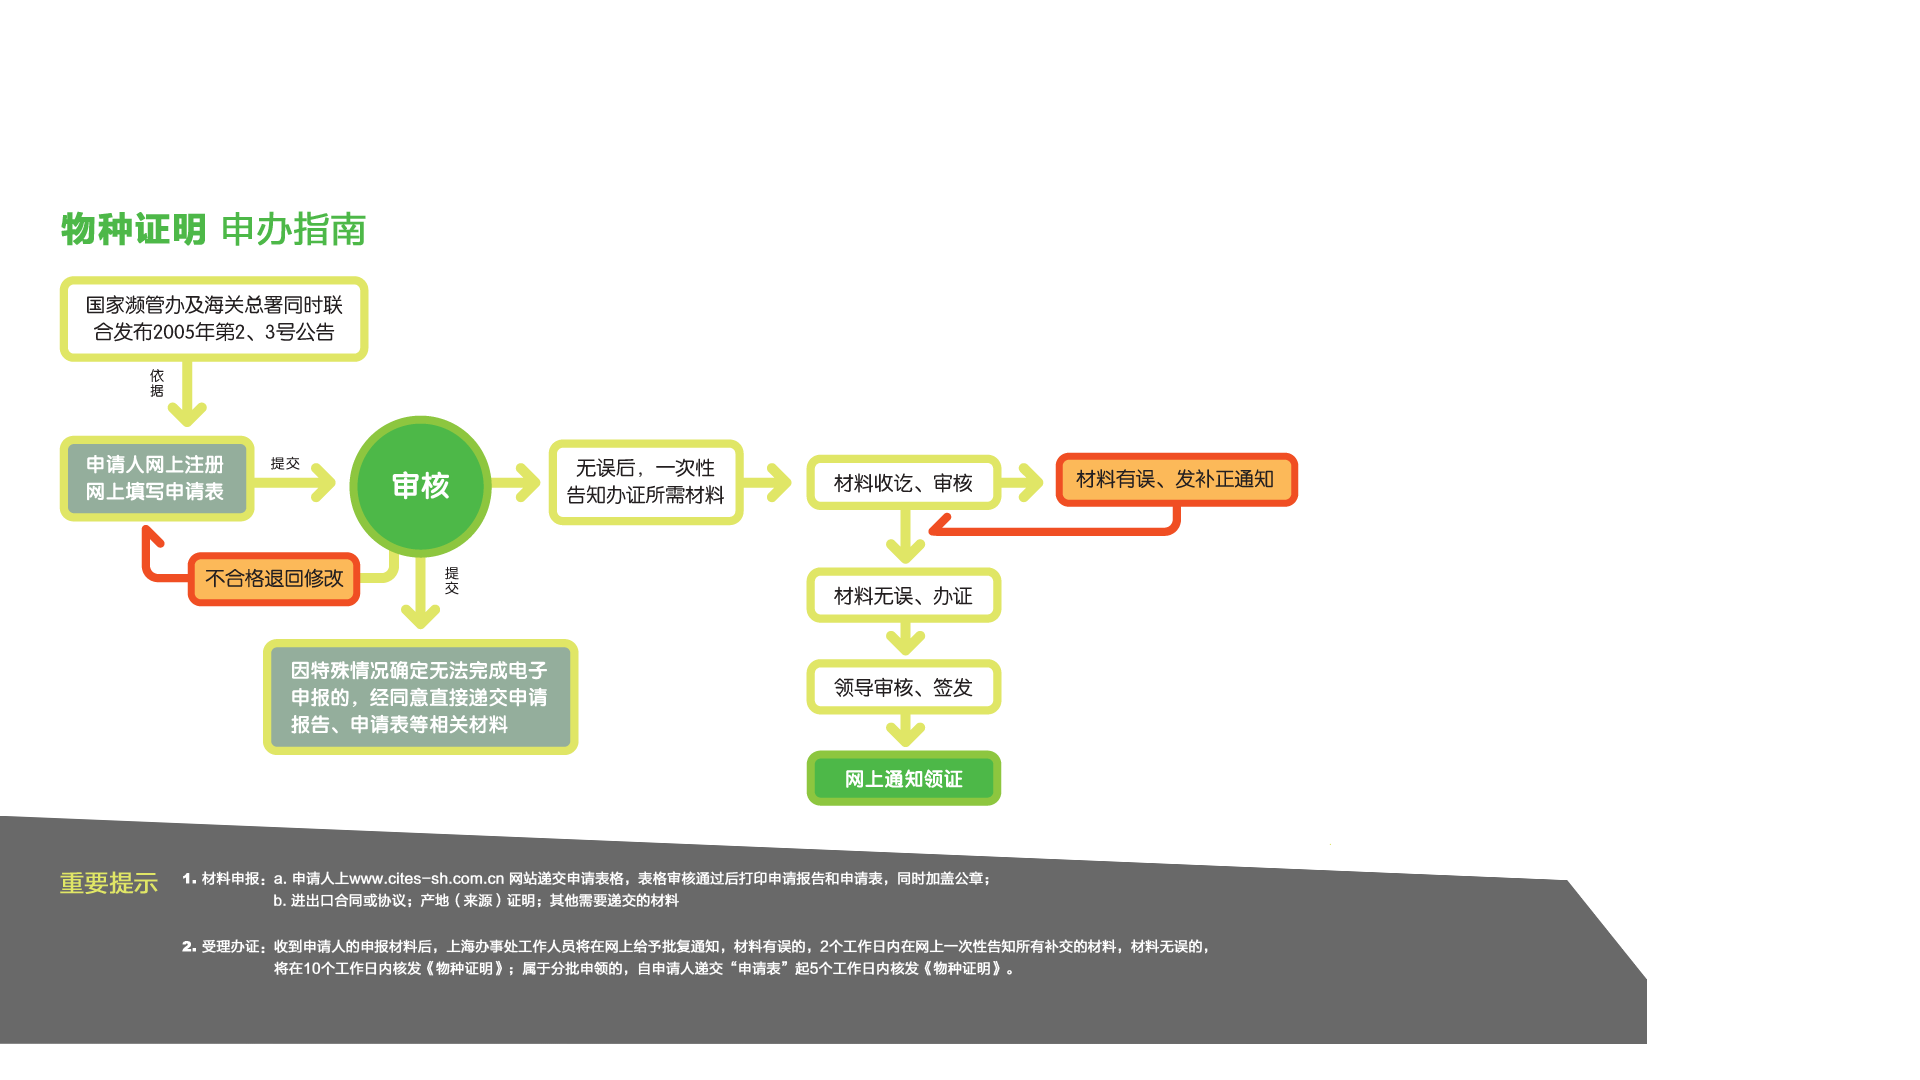 物种证明 申办指南
国家濒管办及海关总署同时联
合发布2005年第2、3号公告
依
据
申请人网上注册
网上填写申请表
提交
审核
不合格退回修改
提
交
因特殊情况确定无法完成电子
申报的，经同意直接递交申请
报告、申请表等相关材料
无误后，一次性
告知办证所需材料
材料收讫、审核
材料有误、发补正通知
材料无误、办证
领导审核、签发
网上通知领证
重要提示
1. 材料申报：a. 申请人上www.cites-sh.com.cn 网站递交申请表格，表格审核通过后打印申请报告和申请表，同时加盖公章；
b. 进出口合同或协议；产地（来源）证明；其他需要递交的材料
2. 受理办证：收到申请人的申报材料后，上海办事处工作人员将在网上给予批复通知，材料有误的，2个工作日内在网上一次性告知所有补交的材料，材料无误的，
将在10个工作日内核发《物种证明》；属于分批申领的，自申请人递交“申请表”起5个工作日内核发《物种证明》。